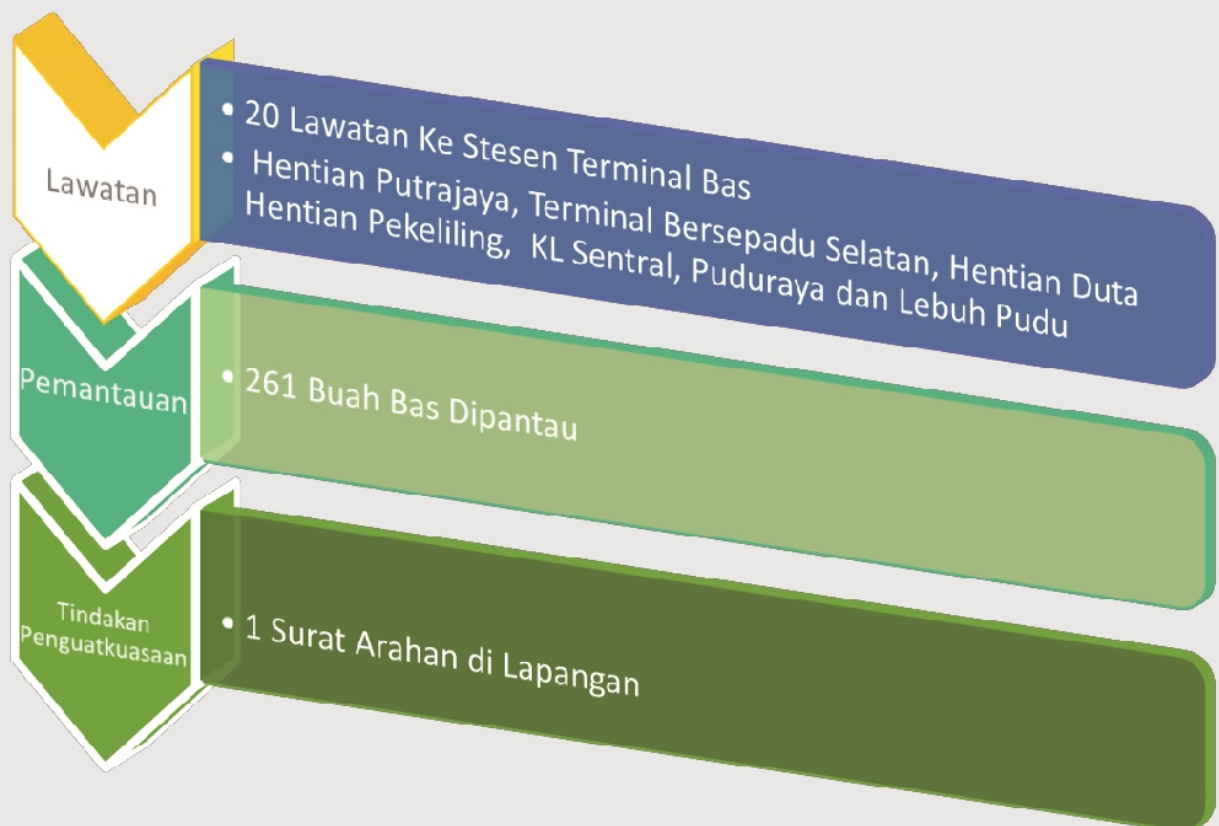 Lawatan
• 20 Lawatan Ke Stesen Terminal Bas
• Hentian Putrajaya, Terminal Bersepadu Selatan, Hentian Duta
Hentian Pekeliling, KL Sentral, Puduraya dan Lebuh Pudu
Pemantauan
• 261 Buah Bas Dipantau
Tindakan
Penguatkuasaan
• 1 Surat Arahan di Lapangan